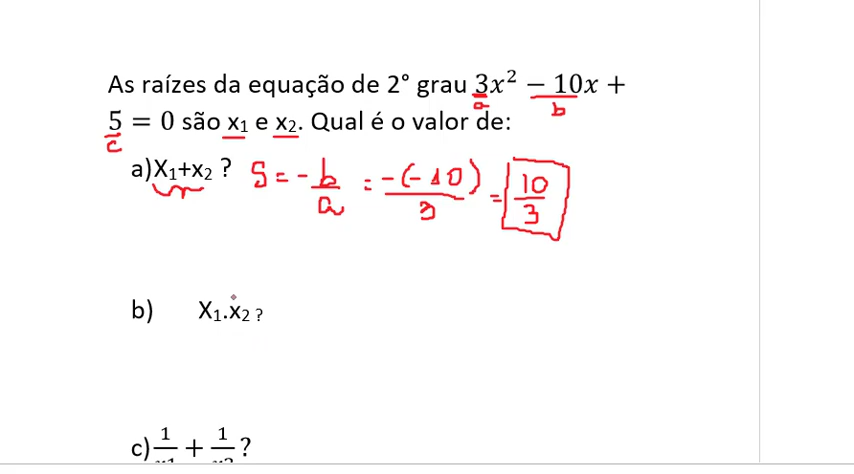 As raízes da equação de 2° grau 3x² − 10x +
a b
5 = 0 são x₁ e x₂. Qual é o valor de:
c
a)X₁+x₂ ? S = - b/a = -(-10)/3 = 10/3
b) X₁.x₂ ?
c) 1/x1 + 1/x2 ?